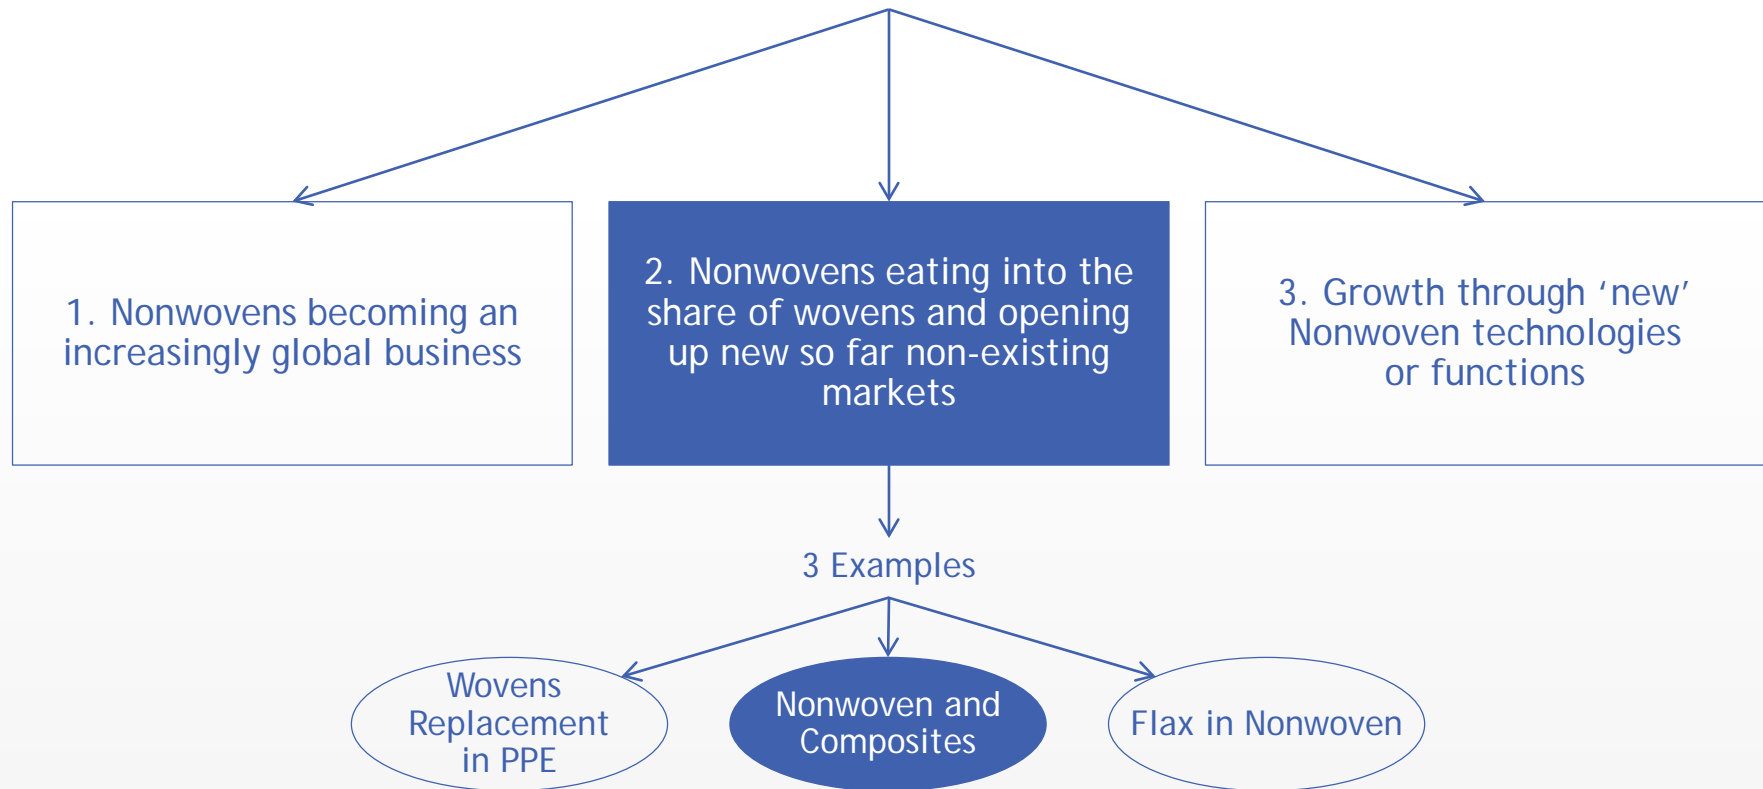 1. Nonwovens becoming an
increasingly global business
2. Nonwovens eating into the
share of wovens and opening
up new so far non-existing
markets
3. Growth through ‘new’
Nonwoven technologies
or functions
3 Examples
Wovens
Replacement
in PPE
Nonwoven and
Composites
Flax in Nonwoven